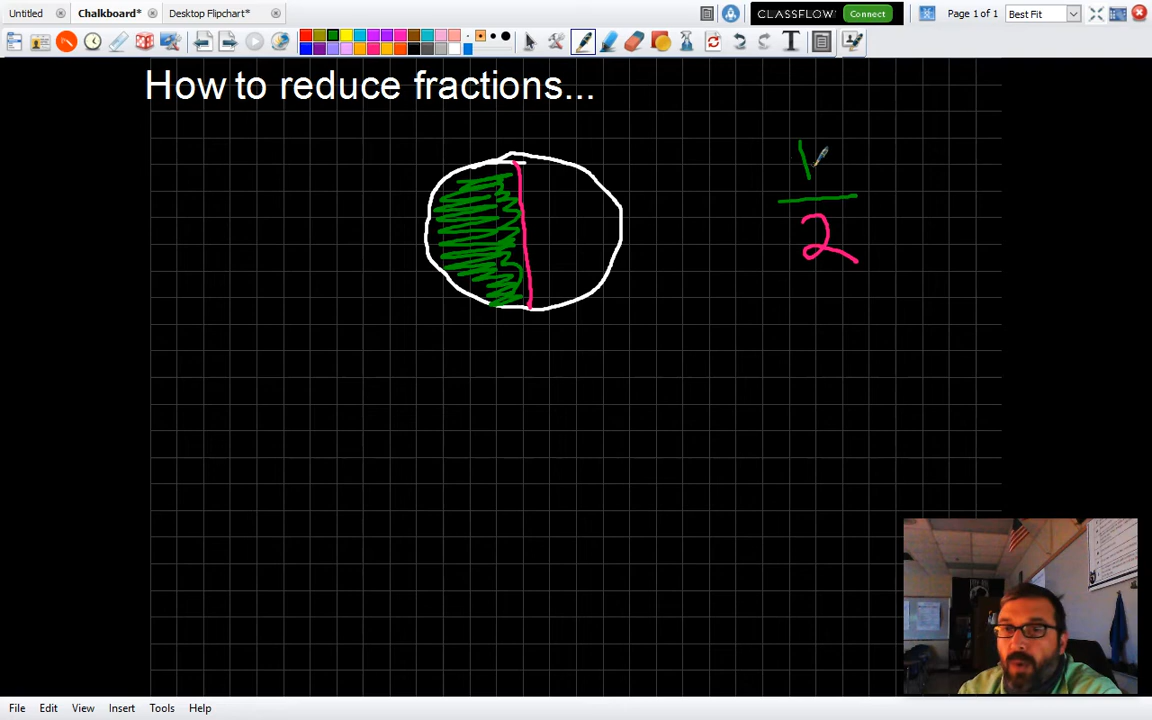 Untitled Chalkboard* Desktop Flipchart* CLASSFLOW Connect Page 1 of 1 Best Fit
How to reduce fractions...
1
2
File Edit View Insert Tools Help